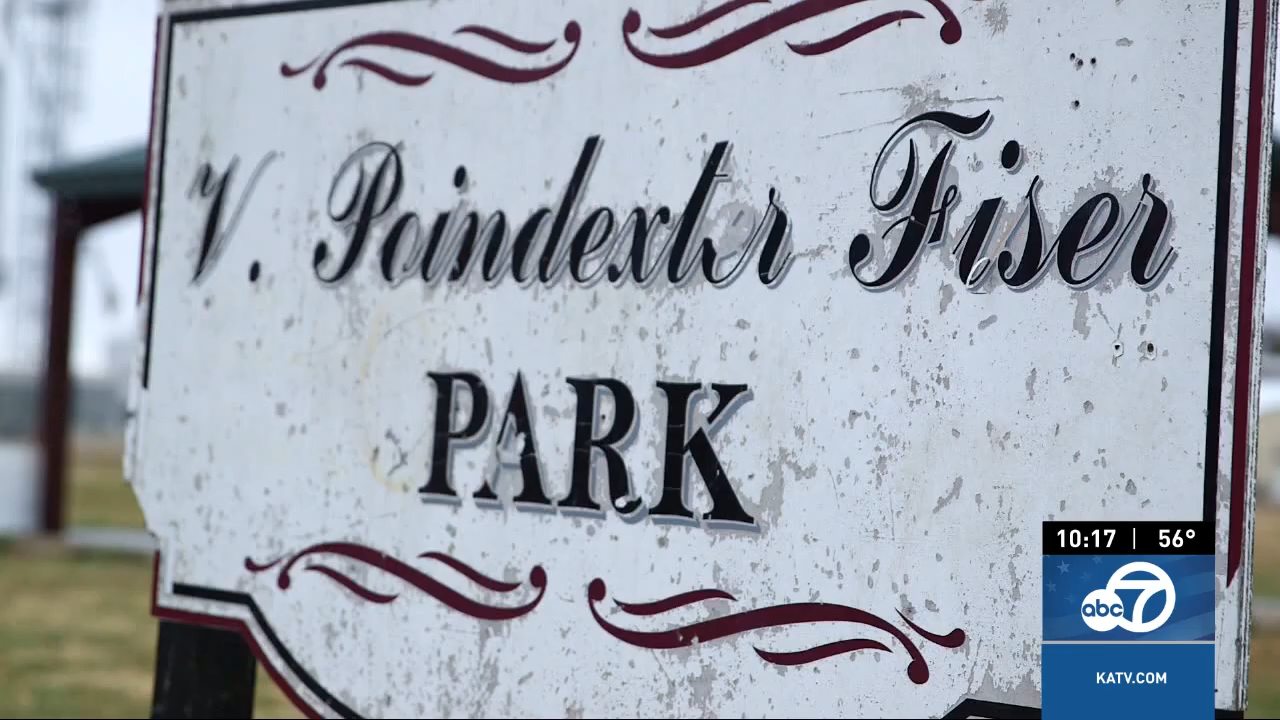 V. Poindexter Fiser
PARK
10:17 | 56°
abc 7
KATV.COM